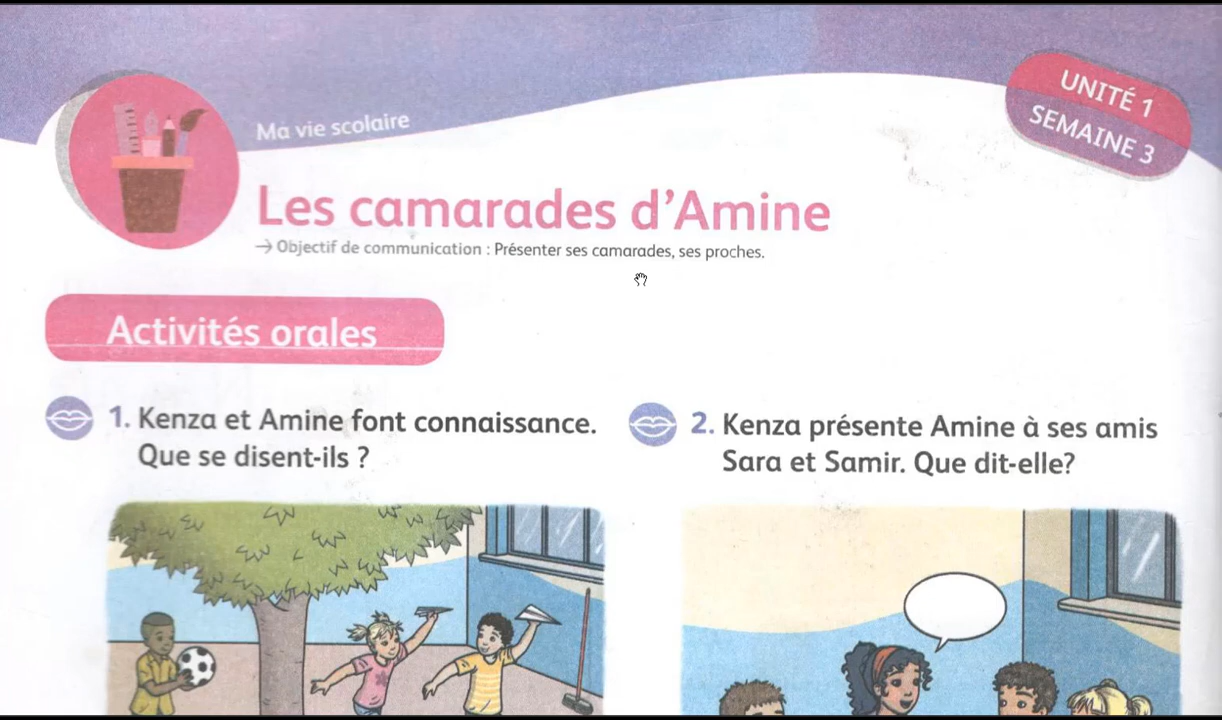 UNITÉ 1
SEMAINE 3
Ma vie scolaire
Les camarades d'Amine
→ Objectif de communication : Présenter ses camarades, ses proches.
Activités orales
1. Kenza et Amine font connaissance.
Que se disent-ils ?
2. Kenza présente Amine à ses amis
Sara et Samir. Que dit-elle?